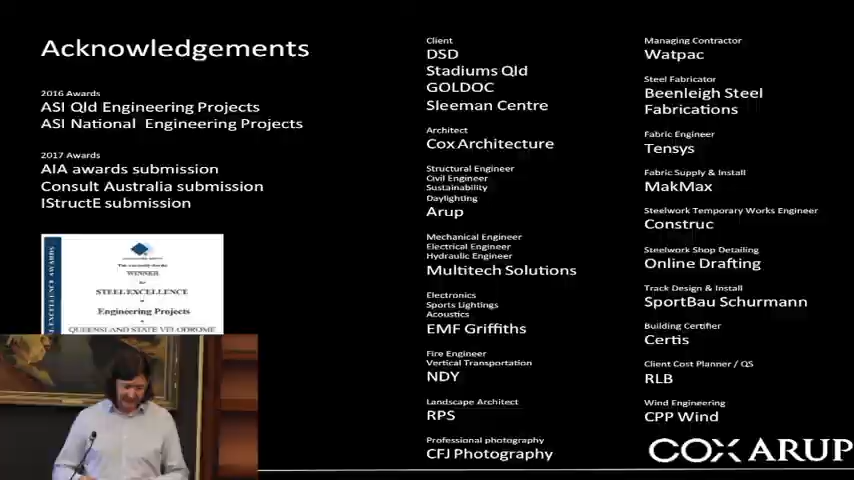 Acknowledgements
2016 Awards
ASI Qld Engineering Projects
ASI National Engineering Projects
2017 Awards
AIA awards submission
Consult Australia submission
IStructE submission
STEEL EXCELLENCE AWARDS
WINNER
for
STEEL EXCELLENCE
in
Engineering Projects
QUEENSLAND STATE VELODROME
Client
DSD
Stadiums Qld
GOLDOC
Sleeman Centre
Architect
Cox Architecture
Structural Engineer
Civil Engineer
Sustainability
Daylighting
Arup
Mechanical Engineer
Electrical Engineer
Hydraulic Engineer
Multitech Solutions
Electronics
Sports Lightings
Acoustics
EMF Griffiths
Fire Engineer
Vertical Transportation
NDY
Landscape Architect
RPS
Professional photography
CFJ Photography
Managing Contractor
Watpac
Steel Fabricator
Beenleigh Steel
Fabrications
Fabric Engineer
Tensys
Fabric Supply & Install
MakMax
Steelwork Temporary Works Engineer
Construc
Steelwork Shop Detailing
Online Drafting
Track Design & Install
SportBau Schurmann
Building Certifier
Certis
Client Cost Planner / QS
RLB
Wind Engineering
CPP Wind
COX ARUP